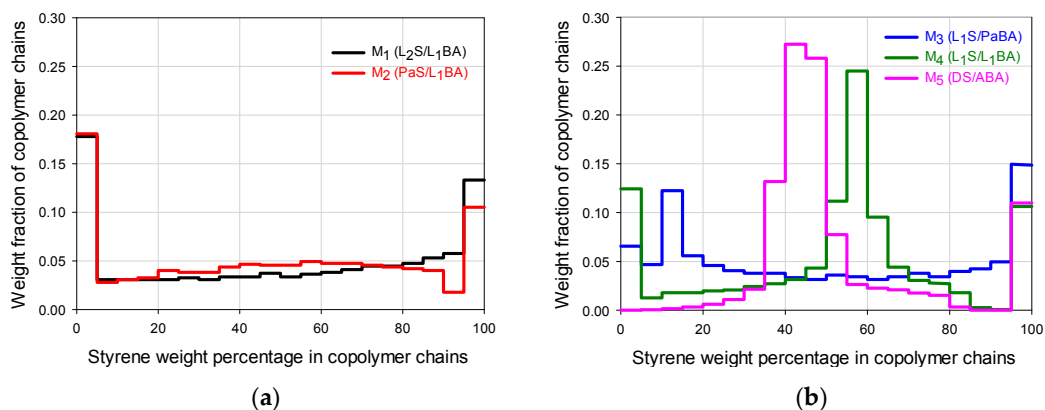 0.30
0.25
0.20
0.15
0.10
0.05
0.00
Weight fraction of copolymer chains
M₁ (L₂S/L₁BA)
M₂ (PaS/L₁BA)
0 20 40 60 80 100
Styrene weight percentage in copolymer chains
(a)
0.30
0.25
0.20
0.15
0.10
0.05
0.00
Weight fraction of copolymer chains
M₃ (L₁S/PaBA)
M₄ (L₁S/L₁BA)
M₅ (DS/ABA)
0 20 40 60 80 100
Styrene weight percentage in copolymer chains
(b)